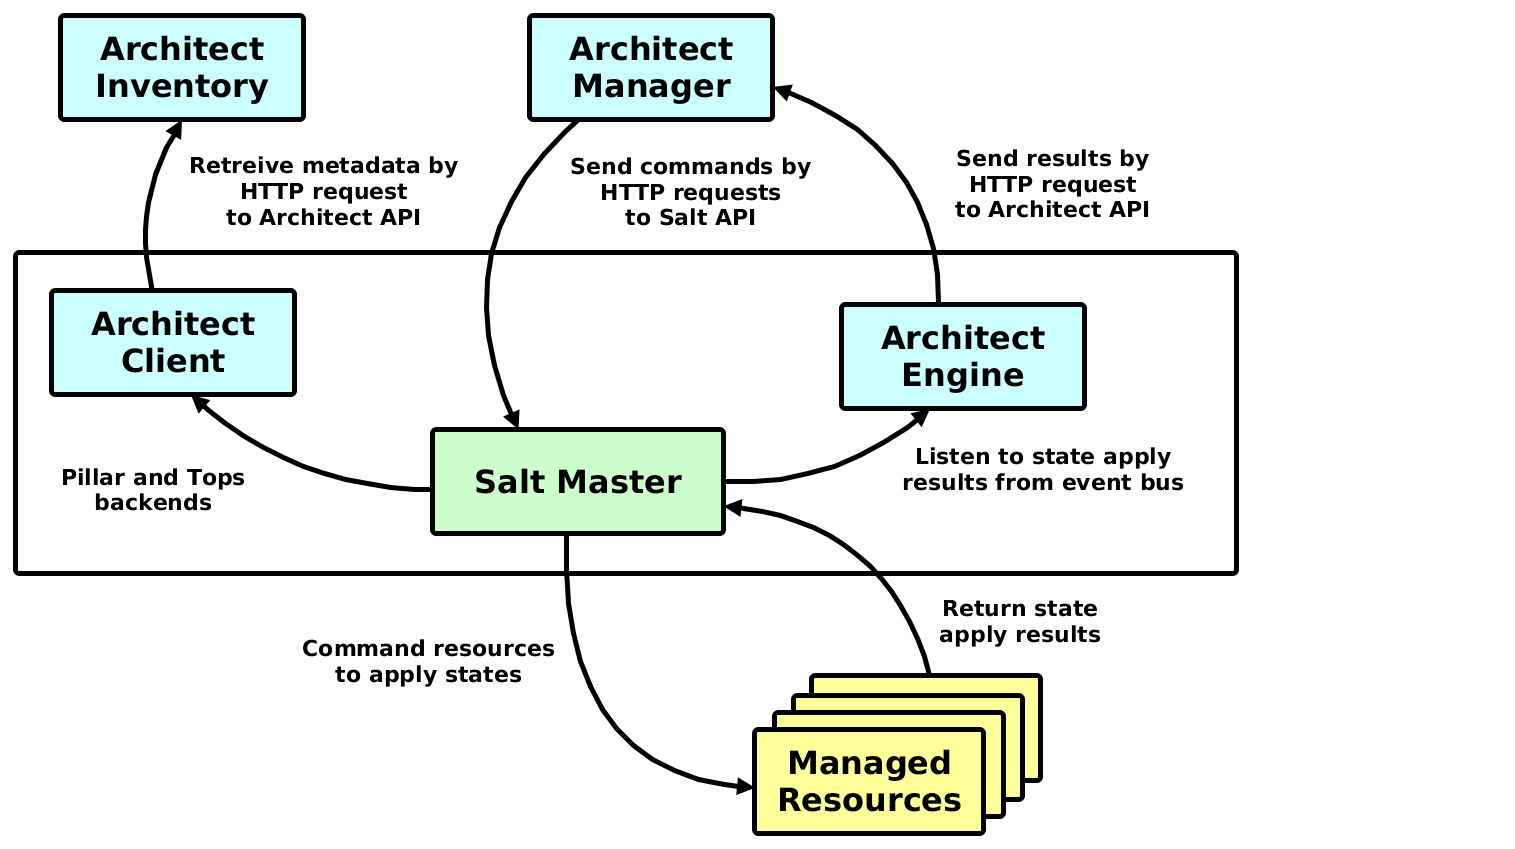 Architect
Inventory
Architect
Manager
Retreive metadata by
HTTP request
to Architect API
Send commands by
HTTP requests
to Salt API
Send results by
HTTP request
to Architect API
Architect
Client
Architect
Engine
Pillar and Tops
backends
Salt Master
Listen to state apply
results from event bus
Command resources
to apply states
Return state
apply results
Managed
Resources